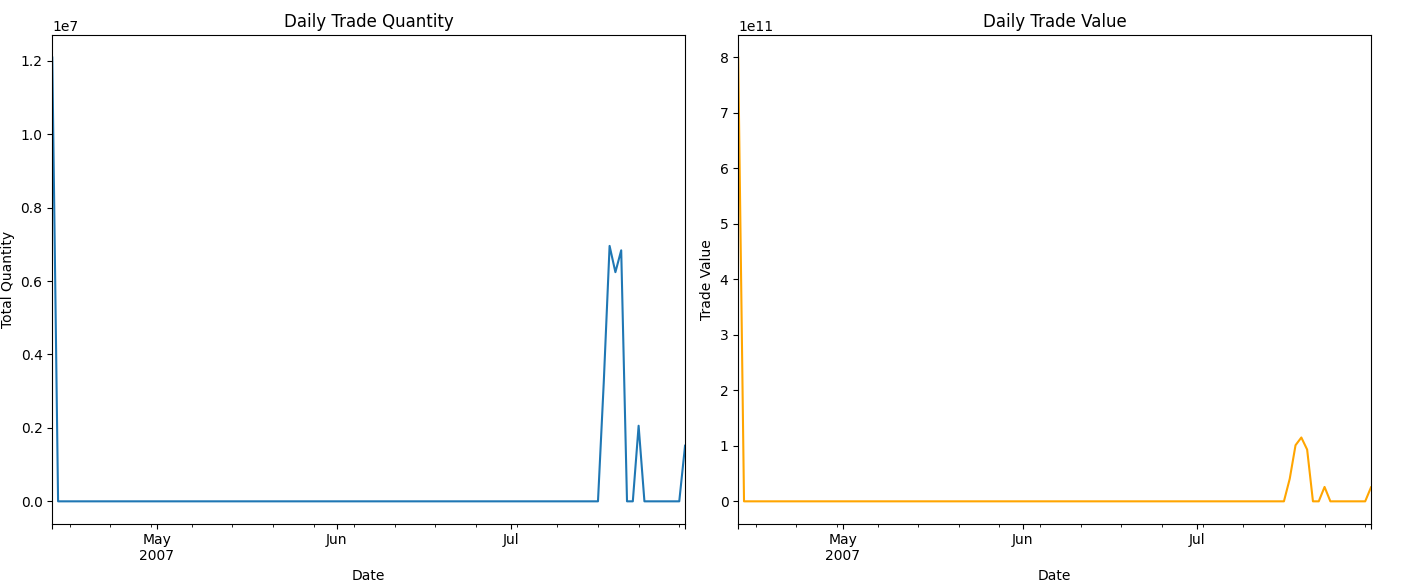 Daily Trade Quantity
1e7
1.2
1.0
0.8
0.6
0.4
0.2
0.0
Total Quantity
May
2007
Jun
Jul
Date
Daily Trade Value
1e11
8
7
6
5
4
3
2
1
0
Trade Value
May
2007
Jun
Jul
Date